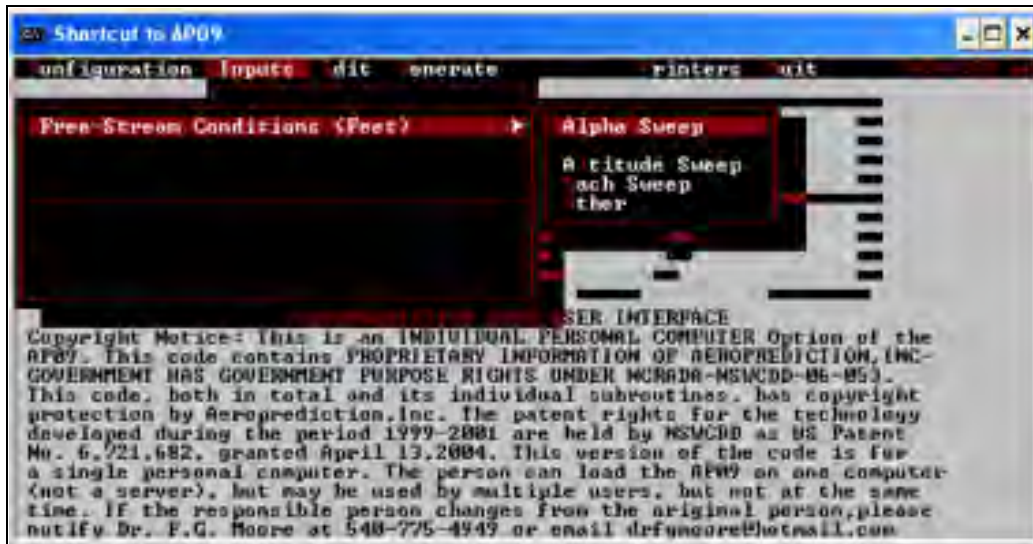 Shortcut to AP09
onfiguration Inputs dit enerate rinters uit
Free-Stream Conditions (Feet)
Alpha Sweep
A titude Sweep
ach Sweep
ther
SER INTERFACE
Copyright Notice: This is an INDIVIDUAL PERSONAL COMPUTER Option of the
AP09. This code contains PROPRIETARY INFORMATION OF AEROPREDICTION,INC-
GOVERNMENT HAS GOVERNMENT PURPOSE RIGHTS UNDER NCRADA-NSWCDD-06-053.
This code, both in total and its individual subroutines, has copyright
protection by Aeroprediction,Inc. The patent rights for the technology
developed during the period 1999-2001 are held by NSWCDD as US Patent
No. 6,721,682, granted April 13,2004. This version of the code is for
a single personal computer. The person can load the AP09 on one computer
(not a server), but may be used by multiple users, but not at the same
time. If the responsible person changes from the original person,please
notify Dr. F.G. Moore at 540-775-4949 or email drfgmoore@hotmail.com